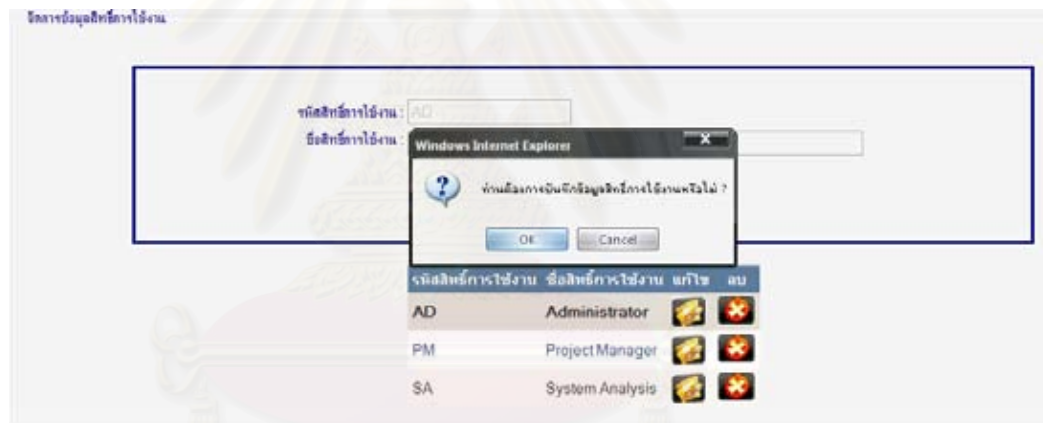 จัดการข้อมูลสิทธิ์การใช้งาน
รหัสสิทธิ์การใช้งาน : AD
ชื่อสิทธิ์การใช้งาน :
Windows Internet Explorer
ท่านต้องการบันทึกข้อมูลสิทธิ์การใช้งานหรือไม่ ?
OK Cancel
รหัสสิทธิ์การใช้งาน ชื่อสิทธิ์การใช้งาน แก้ไข ลบ
AD Administrator
PM Project Manager
SA System Analysis